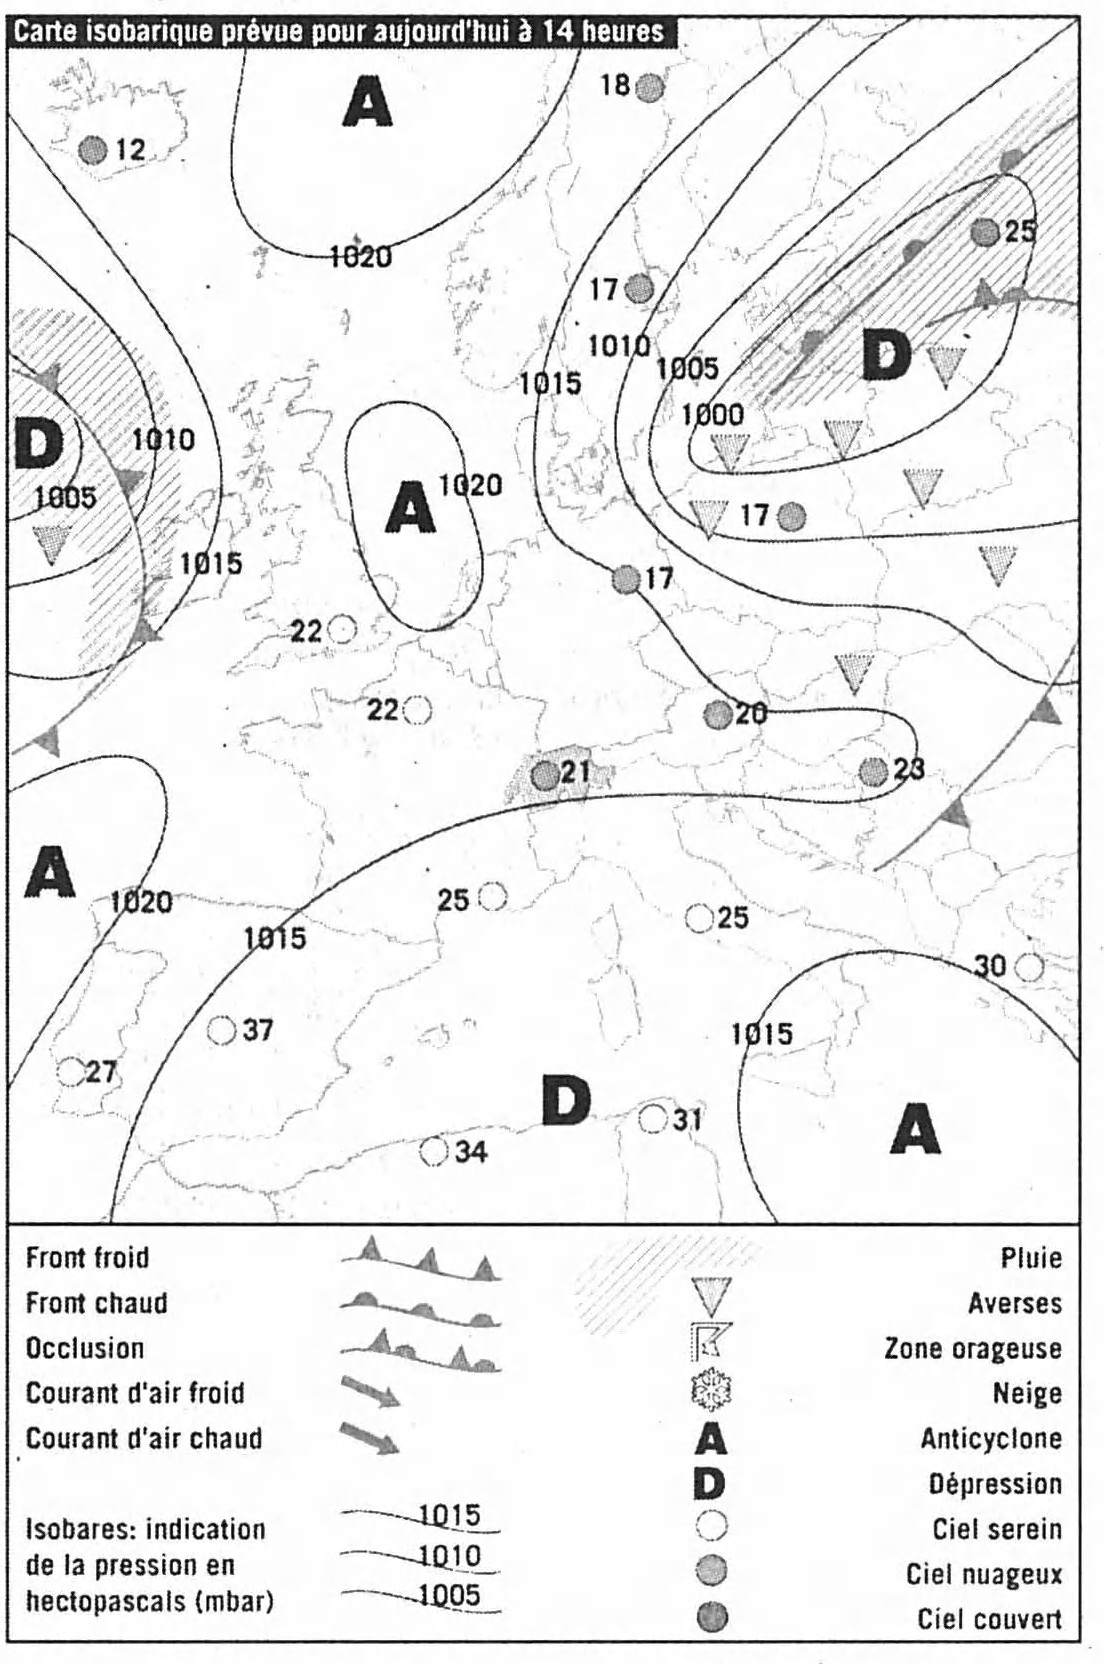 Carte isobarique prévue pour aujourd'hui à 14 heures
A
18
12
25
1020
17
1010
1015
1005
D
1000
D
1010
1005
A
1020
17
1015
17
22
22
20
21
23
A
1020
25
25
1015
30
37
1015
27
D
31
A
34
Front froid
Front chaud
Occlusion
Courant d'air froid
Courant d'air chaud
Isobares: indication
de la pression en
hectopascals (mbar)
1015
1010
1005
Pluie
Averses
Zone orageuse
Neige
A Anticyclone
D Dépression
Ciel serein
Ciel nuageux
Ciel couvert